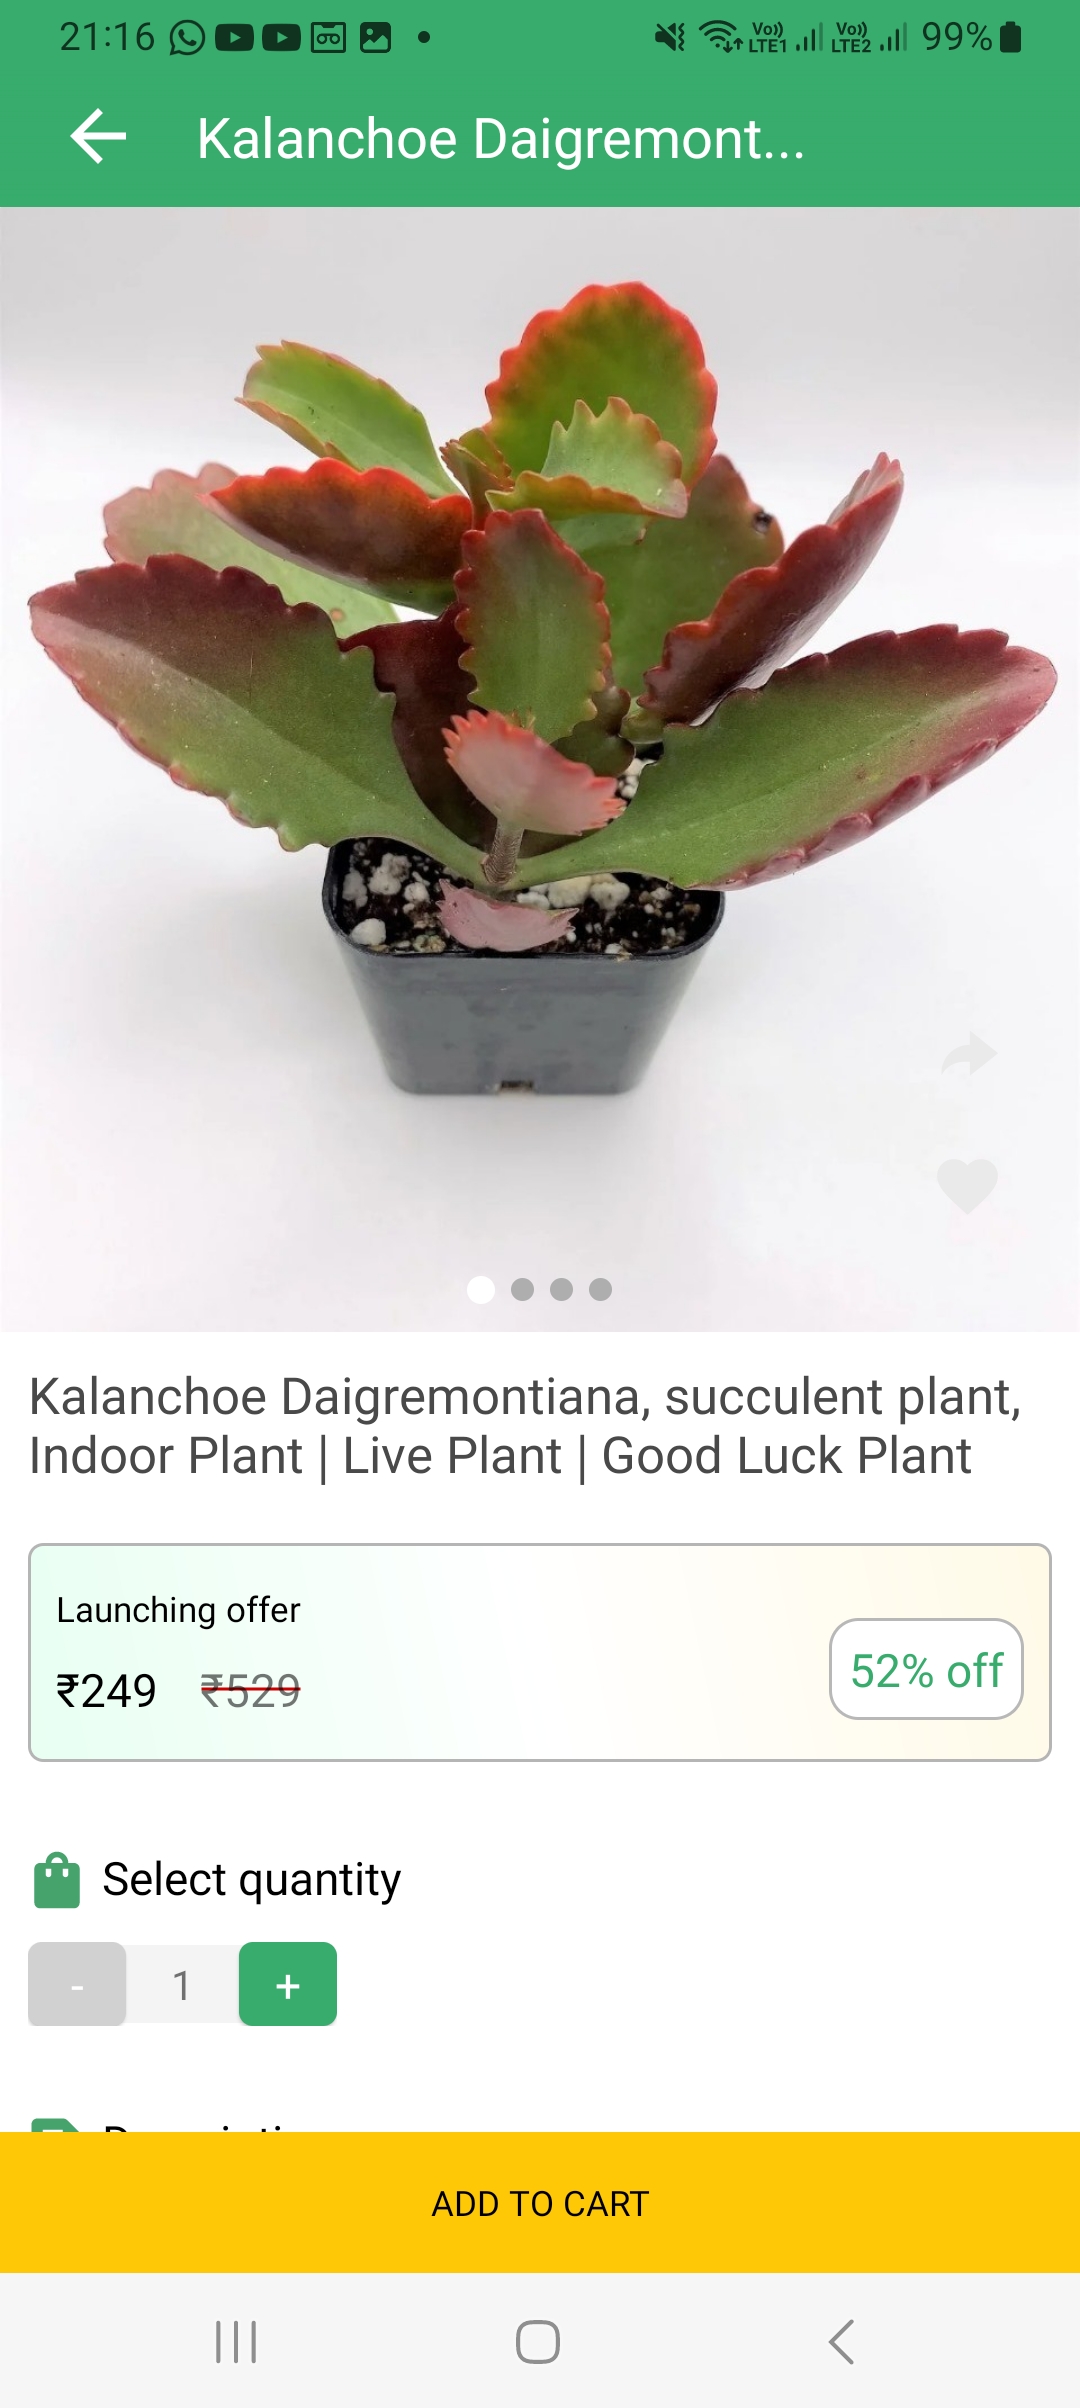 21:16 Vo)) LTE1 Vo)) LTE2 99%
Kalanchoe Daigremont...
Kalanchoe Daigremontiana, succulent plant,
Indoor Plant | Live Plant | Good Luck Plant
Launching offer
₹249 ₹529
52% off
Select quantity
- 1 +
ADD TO CART